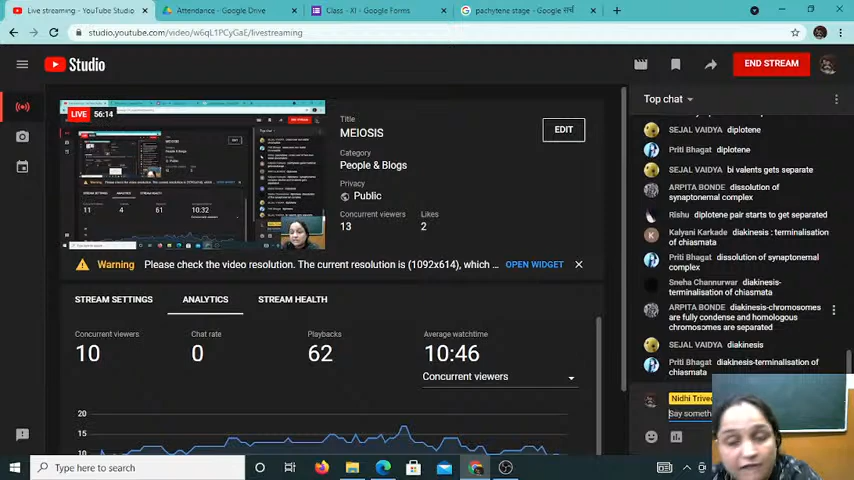 Live streaming - YouTube Studio
Attendance - Google Drive
Class - XI - Google Forms
pachytene stage - Google सर्च
studio.youtube.com/video/w6qL1PCyGaE/livestreaming
Studio
END STREAM
LIVE 56:14
Title
MEIOSIS
EDIT
Category
People & Blogs
Privacy
Public
Concurrent viewers
Likes
13
2
Warning Please check the video resolution. The current resolution is (1092x614), which ...
OPEN WIDGET
STREAM SETTINGS
ANALYTICS
STREAM HEALTH
Concurrent viewers
Chat rate
Playbacks
Average watchtime
10
0
62
10:46
Concurrent viewers
20
15
10
Top chat
SEJAL VAIDYA diplotene
Priti Bhagat diplotene
SEJAL VAIDYA bi valents get separate
ARPITA BONDE dissolution of
synaptonemal complex
Rishu diplotene pair starts to get separated
Kalyani Karkade diakinesis : terminalisation
of chiasmata
Priti Bhagat dissolution of synaptonemal
complex
Sneha Channurwar diakinesis-
terminalisation of chiasmata
ARPITA BONDE diakinesis-chromosomes
are fully condense and homologous
chromosomes are separated
SEJAL VAIDYA diakinesis
Priti Bhagat diakinesis-terminalisation of
chiasmata
Nidhi
Say
Type here to search